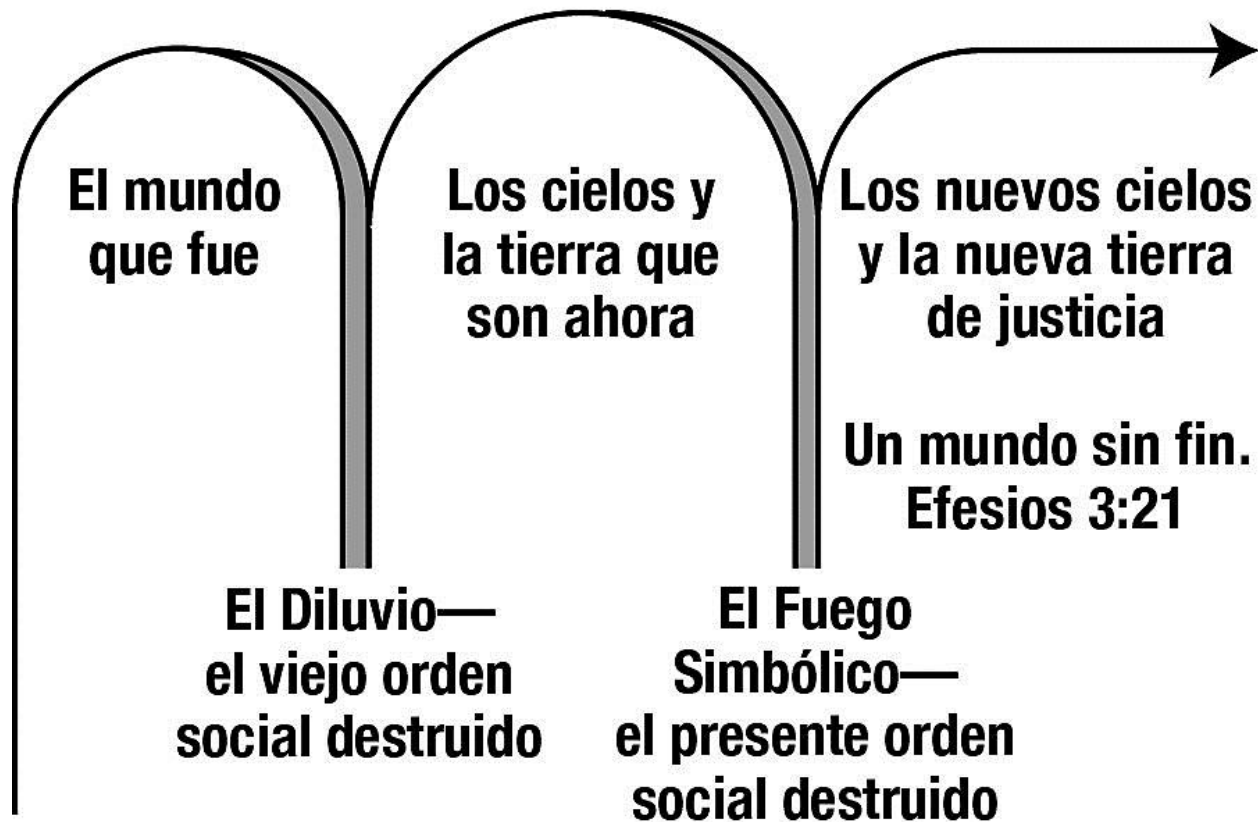 El mundo
que fue
Los cielos y
la tierra que
son ahora
Los nuevos cielos
y la nueva tierra
de justicia
Un mundo sin fin.
Efesios 3:21
El Diluvio—
el viejo orden
social destruido
El Fuego
Simbólico—
el presente orden
social destruido